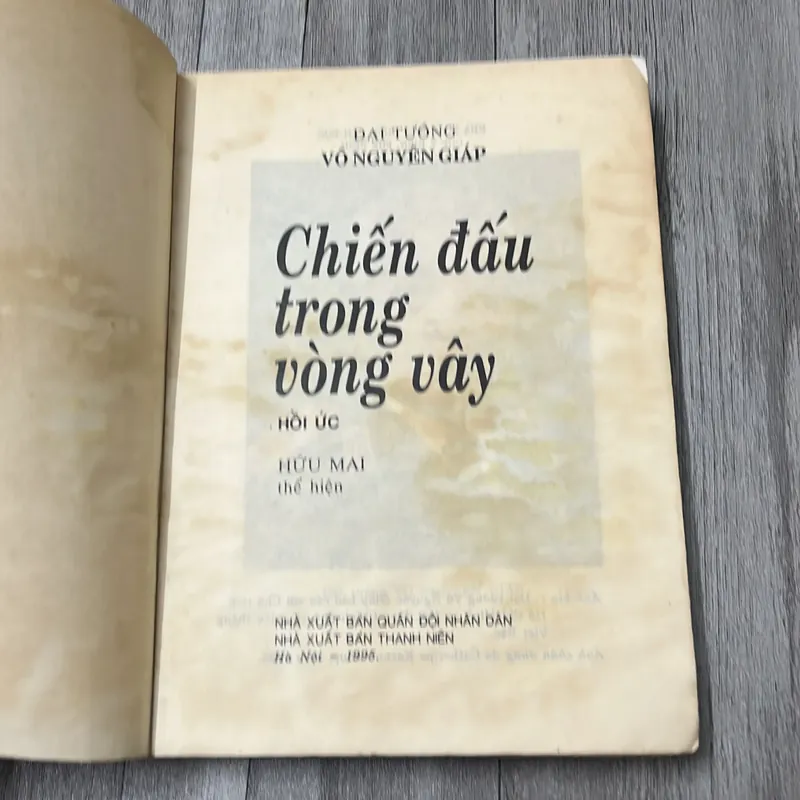 ĐẠI TƯỚNG
VÕ NGUYÊN GIÁP
Chiến đấu
trong
vòng vây
HỒI ỨC
HỮU MAI
thể hiện
NHÀ XUẤT BẢN QUÂN ĐỘI NHÂN DÂN
NHÀ XUẤT BẢN THANH NIÊN
Hà Nội - 1995